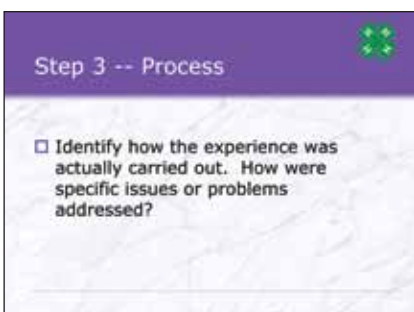 Step 3 -- Process
Identify how the experience was
actually carried out. How were
specific issues or problems
addressed?